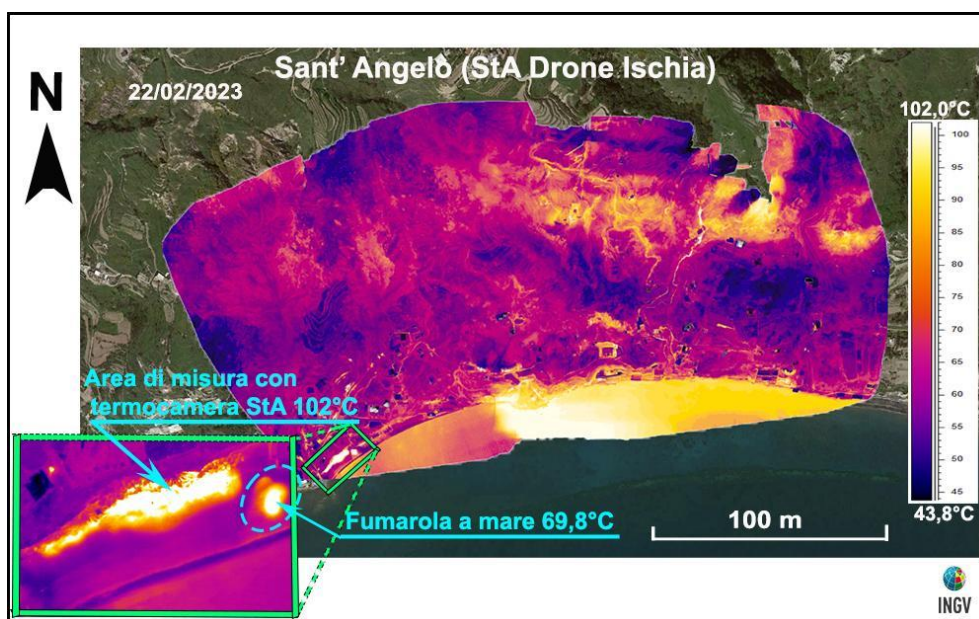 Sant' Angelo (StA Drone Ischia)
22/02/2023
N
102,0°C
100
95
90
85
80
75
70
65
60
55
50
45
43,8°C
Area di misura con
termocamera StA 102°C
Fumarola a mare 69,8°C
100 m
INGV